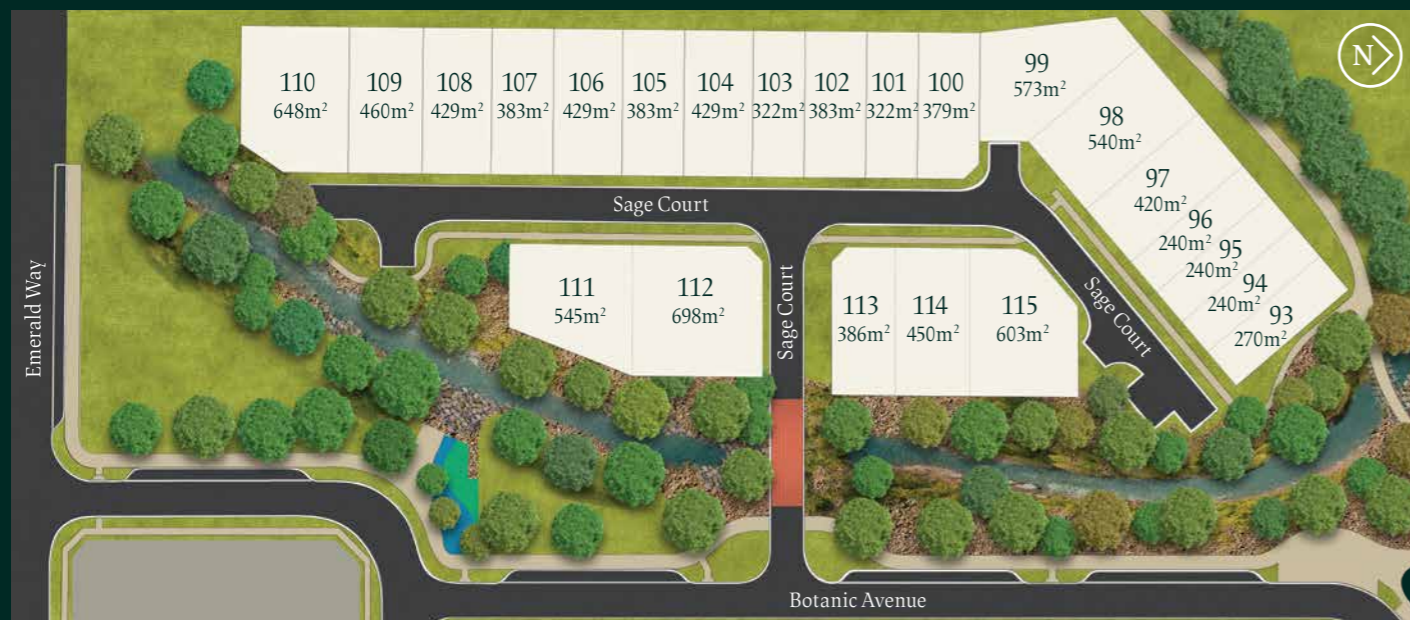 N
110
648m²
109
460m²
108
429m²
107
383m²
106
429m²
105
383m²
104
429m²
103
322m²
102
383m²
101
322m²
100
379m²
99
573m²
98
540m²
97
420m²
96
240m²
95
240m²
94
240m²
93
270m²
Sage Court
Emerald Way
111
545m²
112
698m²
Sage Court
113
386m²
114
450m²
115
603m²
Sage Court
Botanic Avenue